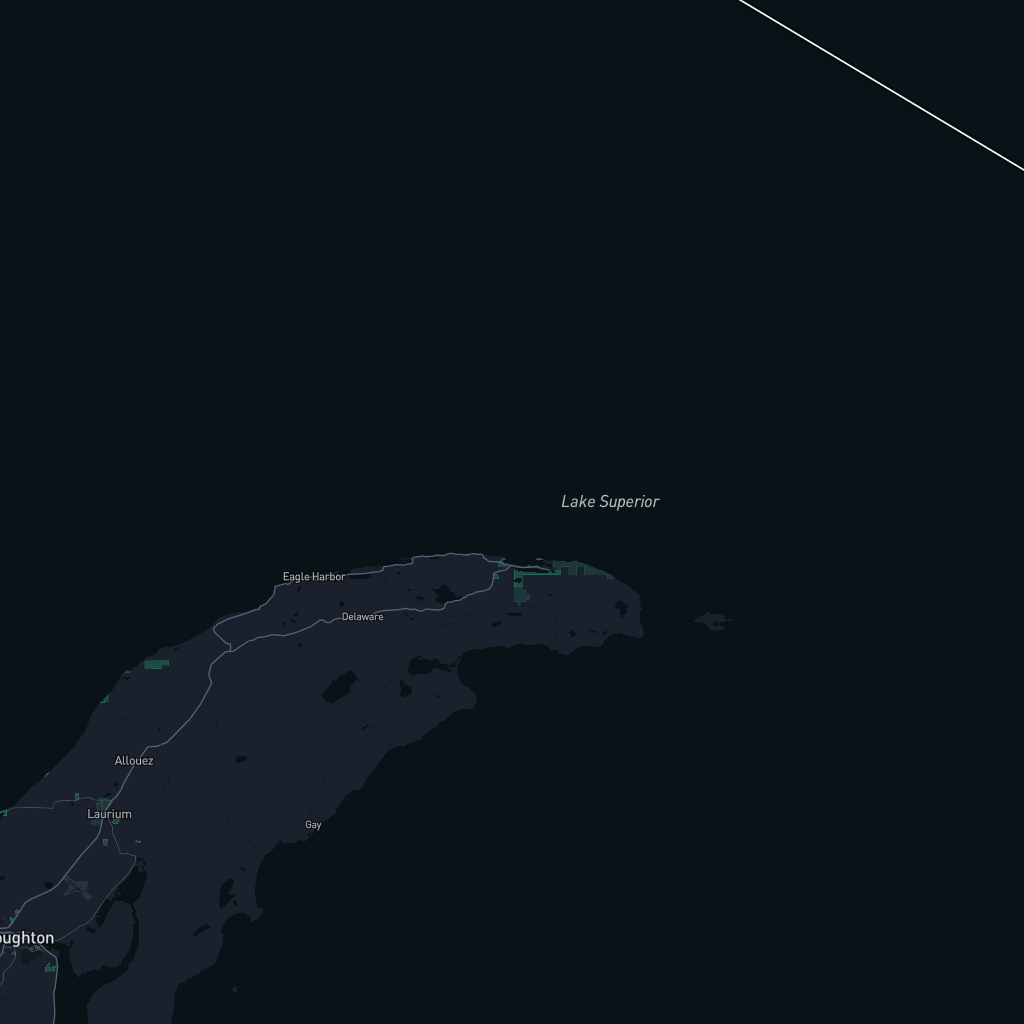 Lake Superior
Eagle Harbor
Delaware
Allouez
Laurium
Gay
oughton